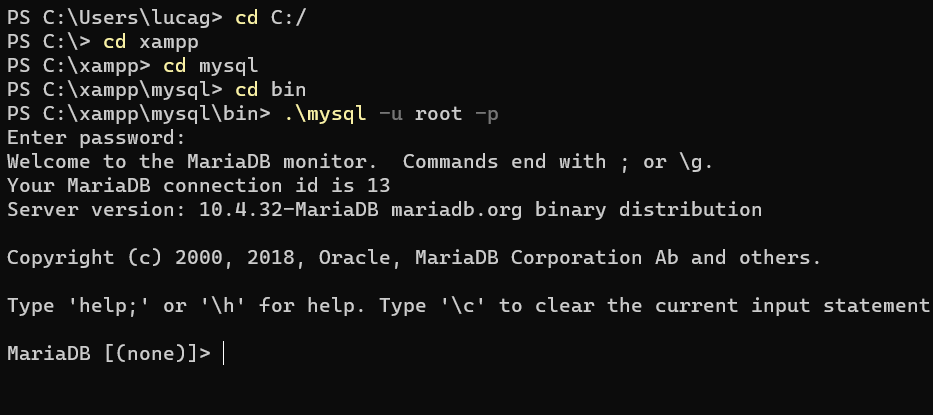 PS C:\Users\lucag> cd C:/
PS C:\> cd xampp
PS C:\xampp> cd mysql
PS C:\xampp\mysql> cd bin
PS C:\xampp\mysql\bin> .\mysql -u root -p
Enter password:
Welcome to the MariaDB monitor.  Commands end with ; or \g.
Your MariaDB connection id is 13
Server version: 10.4.32-MariaDB mariadb.org binary distribution
Copyright (c) 2000, 2018, Oracle, MariaDB Corporation Ab and others.
Type 'help;' or '\h' for help. Type '\c' to clear the current input statement
MariaDB [(none)]>